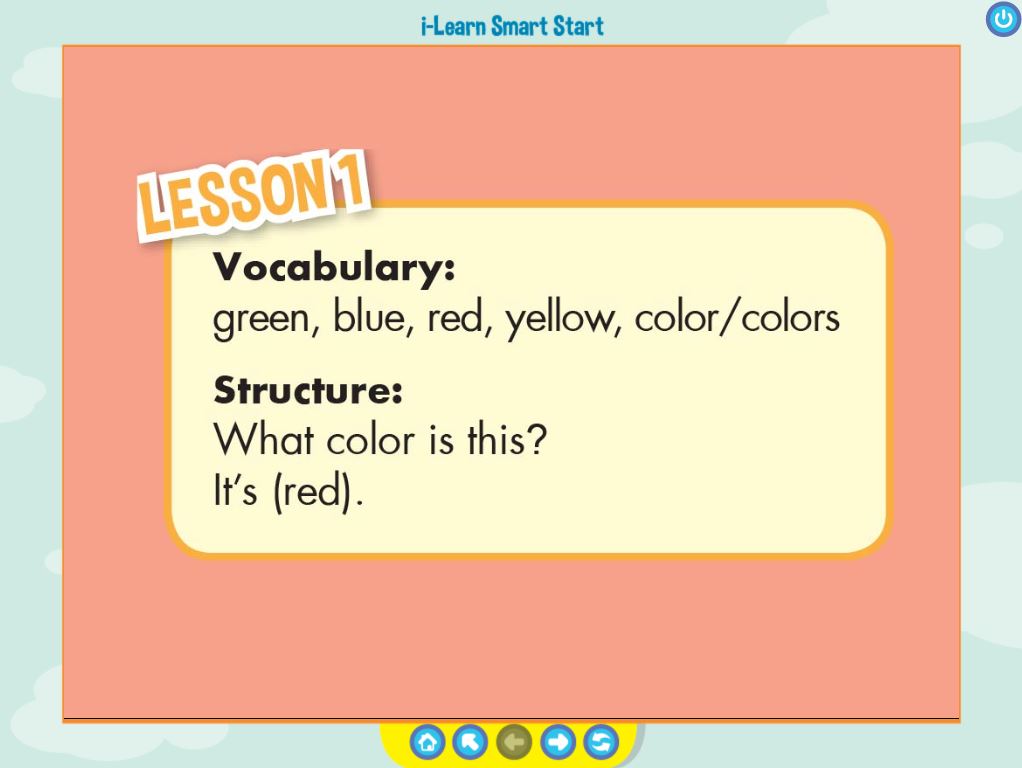 i-Learn Smart Start
LESSON 1
Vocabulary:
green, blue, red, yellow, color/colors
Structure:
What color is this?
It's (red).